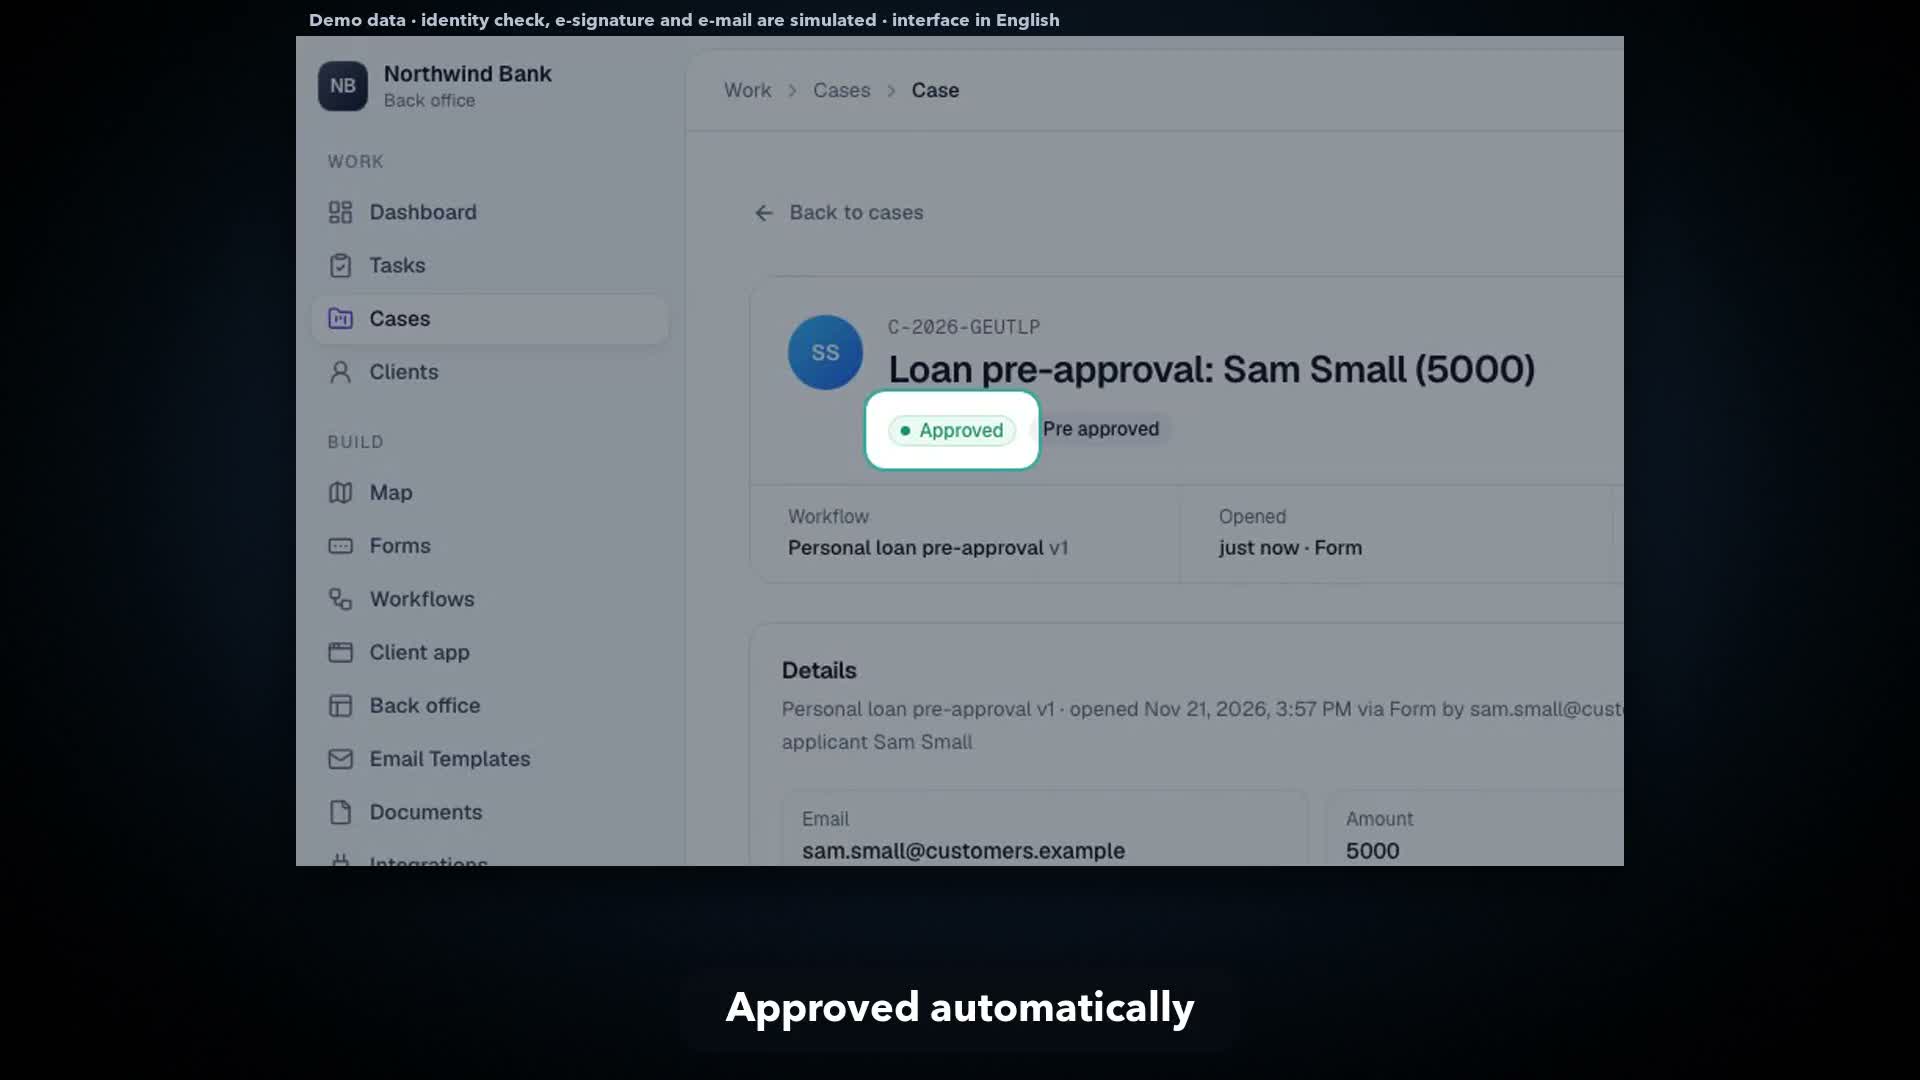 Demo data · identity check, e-signature and e-mail are simulated · interface in English
NB
Northwind Bank
Back office
Work > Cases > Case
WORK
Dashboard
Tasks
Cases
Clients
BUILD
Map
Forms
Workflows
Client app
Back office
Email Templates
Documents
Integrations
← Back to cases
SS
C-2026-GEUTLP
Loan pre-approval: Sam Small (5000)
Approved
Pre approved
Workflow
Personal loan pre-approval v1
Opened
just now · Form
Details
Personal loan pre-approval v1 · opened Nov 21, 2026, 3:57 PM via Form by sam.small@custo
applicant Sam Small
Email
sam.small@customers.example
Amount
5000
Approved automatically